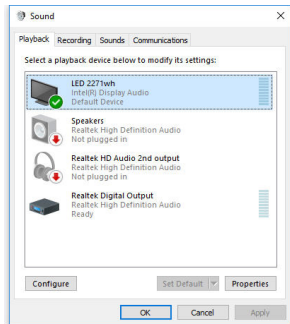 Sound
Playback Recording Sounds Communications
Select a playback device below to modify its settings:
LED 2271wh
Intel(R) Display Audio
Default Device
Speakers
Realtek High Definition Audio
Not plugged in
Realtek HD Audio 2nd output
Realtek High Definition Audio
Not plugged in
Realtek Digital Output
Realtek High Definition Audio
Ready
Configure Set Default Properties
OK Cancel Apply